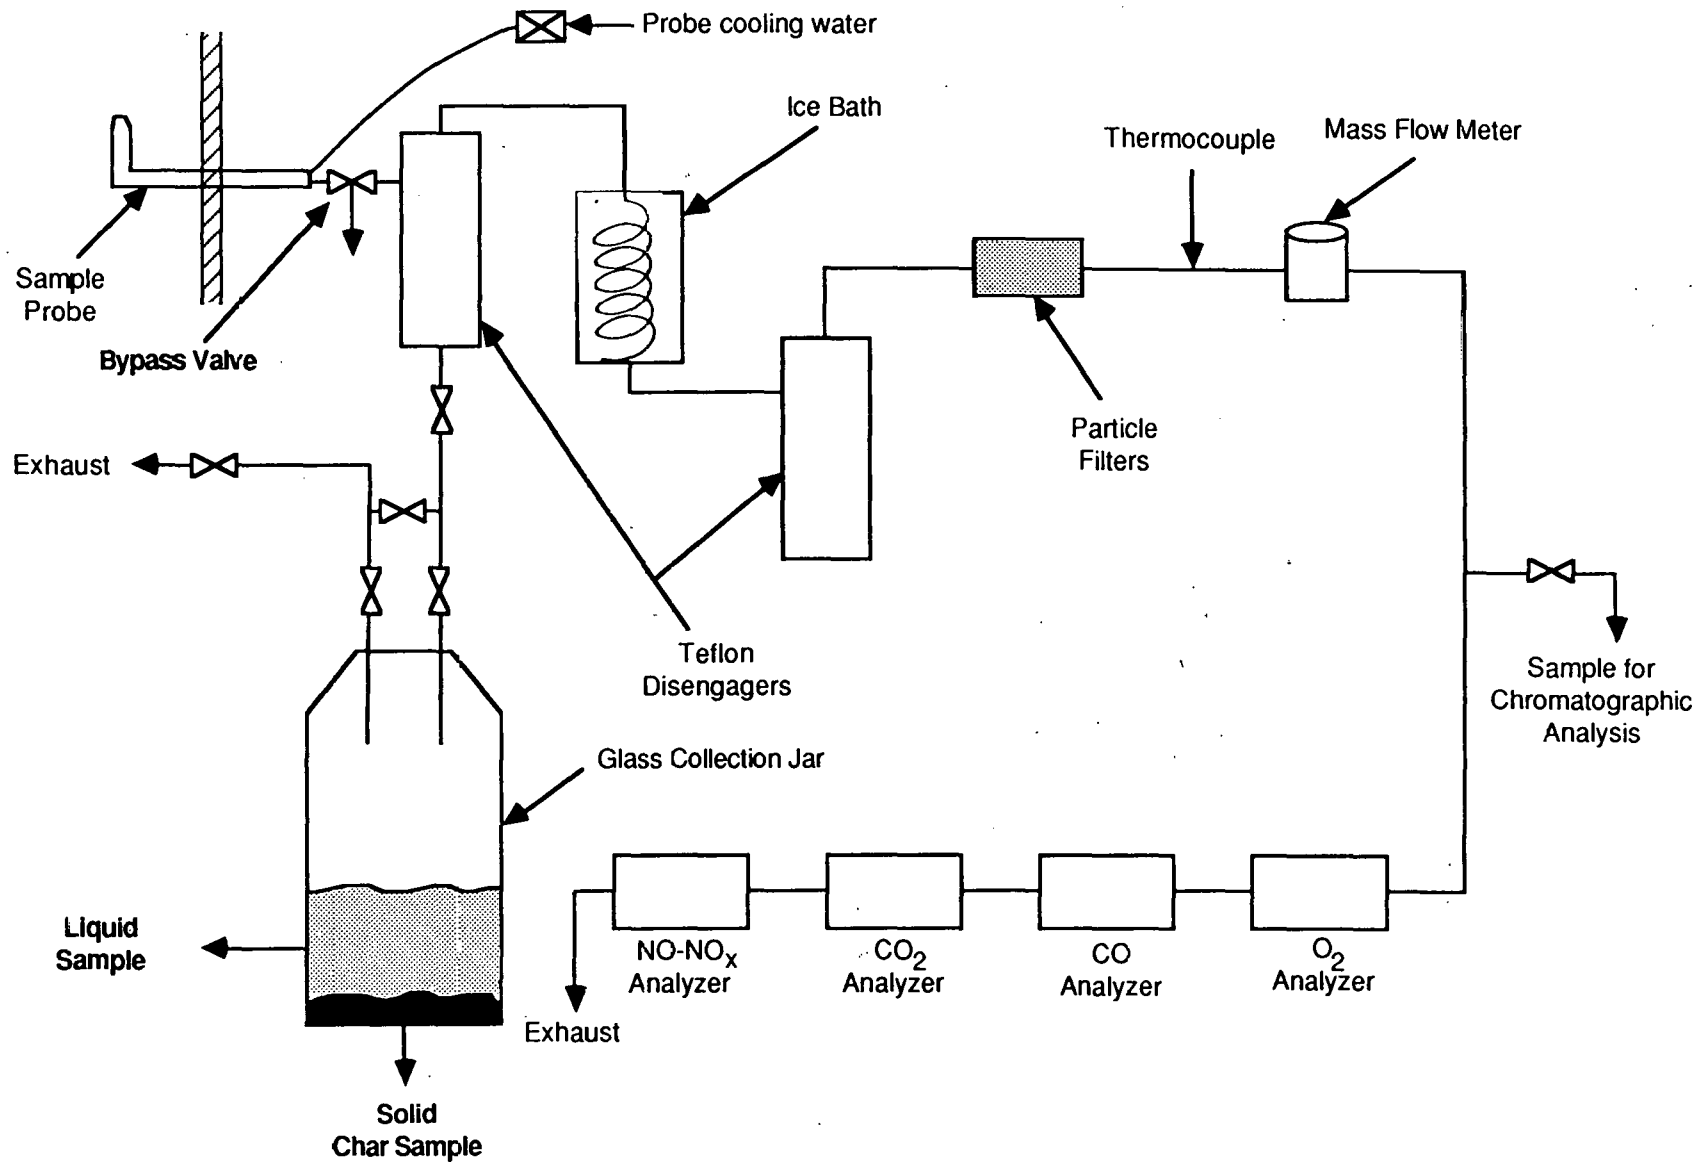 Probe cooling water
Ice Bath
Thermocouple
Mass Flow Meter
Sample
Probe
Bypass Valve
Particle
Filters
Exhaust
Teflon
Disengagers
Sample for
Chromatographic
Analysis
Glass Collection Jar
Liquid
Sample
NO-NOx
Analyzer
CO2
Analyzer
CO
Analyzer
O2
Analyzer
Exhaust
Solid
Char Sample